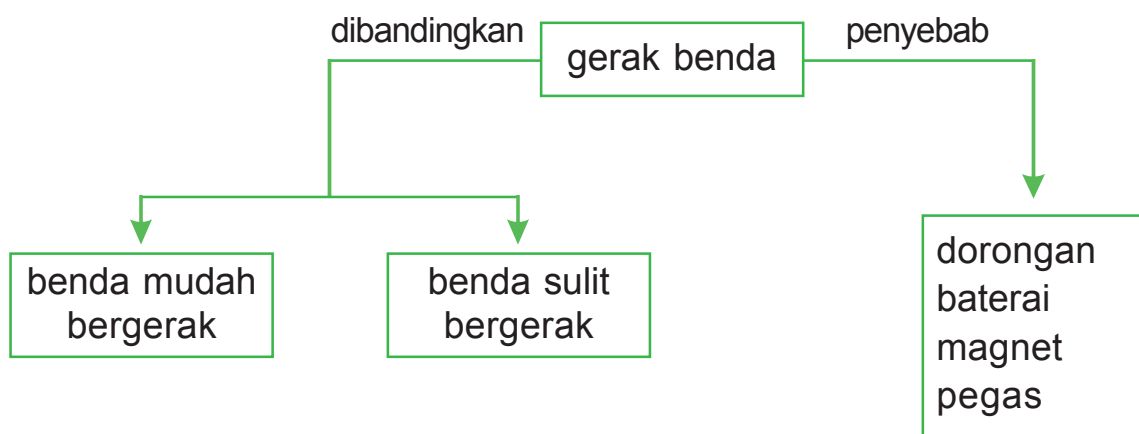 dibandingkan
gerak benda
penyebab
benda mudah
bergerak
benda sulit
bergerak
dorongan
baterai
magnet
pegas